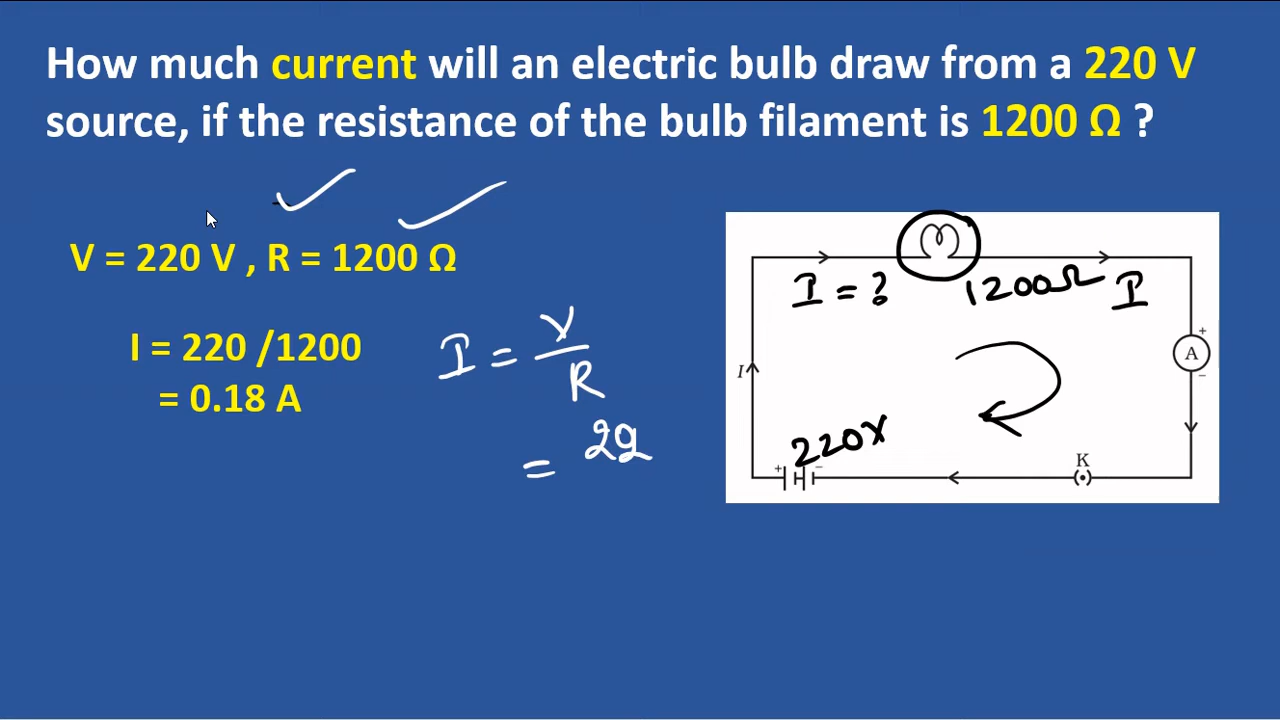 How much current will an electric bulb draw from a 220 V
source, if the resistance of the bulb filament is 1200 Ω ?
V = 220 V , R = 1200 Ω
I = 220 /1200
= 0.18 A
I = V
R
= 22
I = ?
1200Ω
I
+
A
−
I
220V
+
−
K